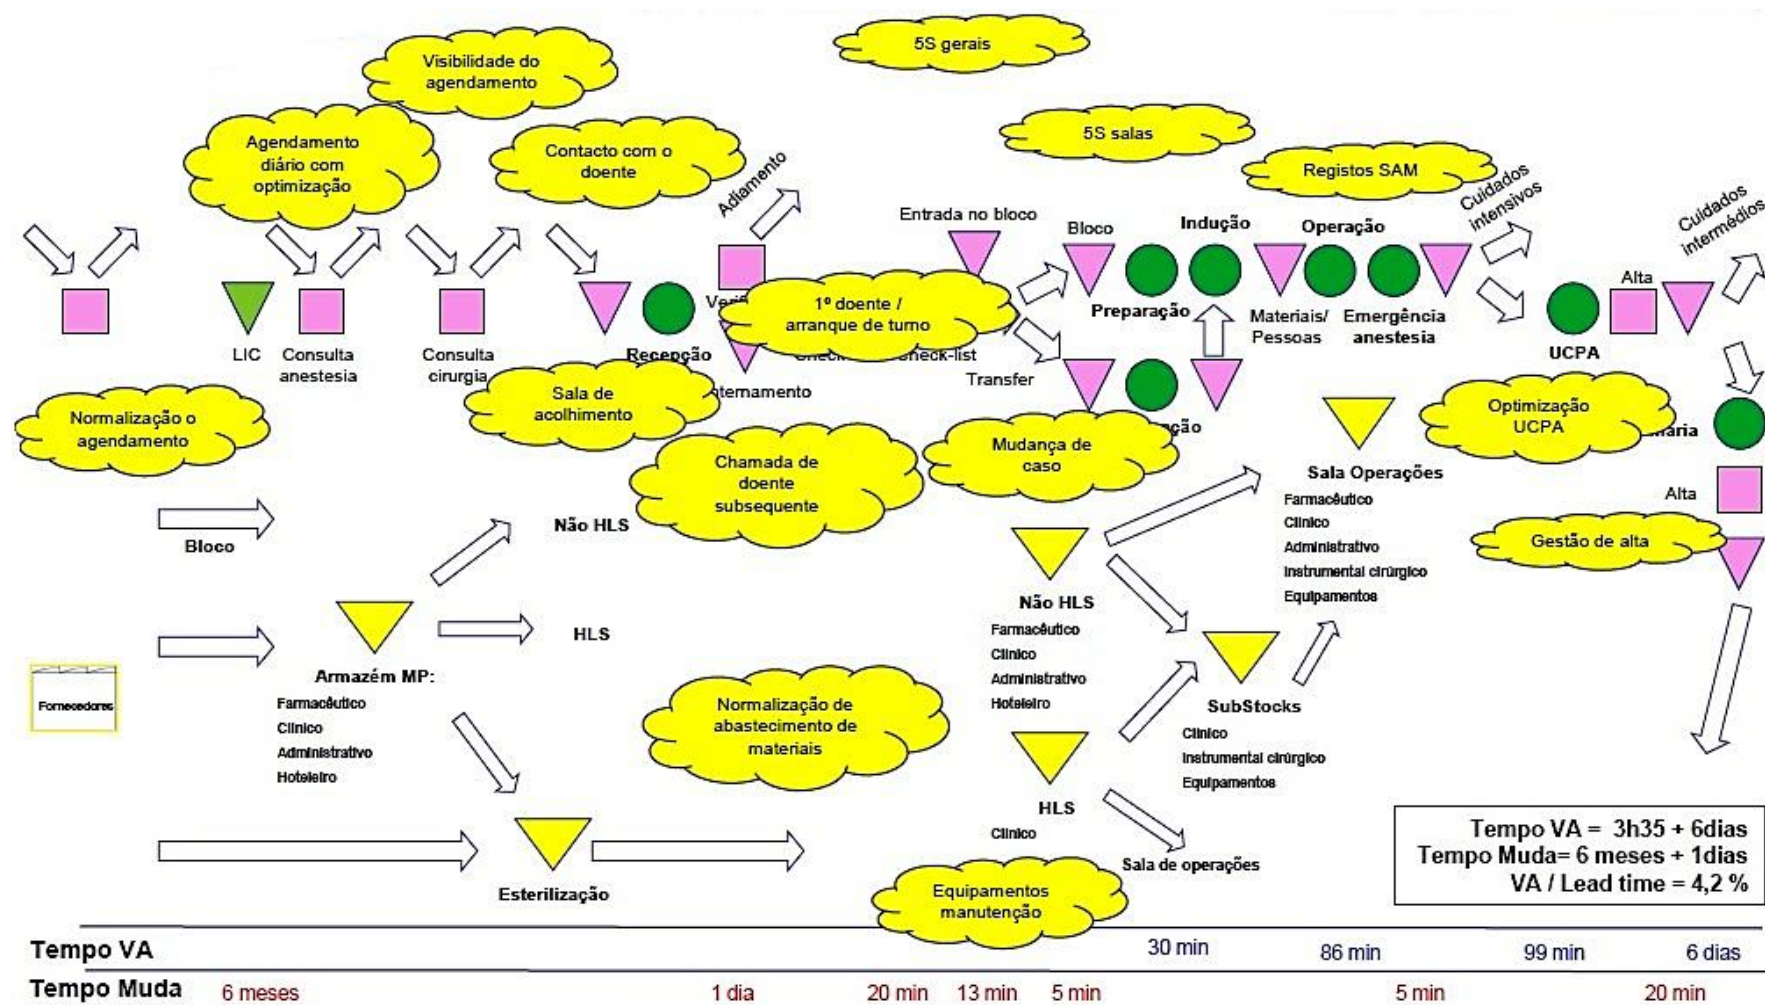 5S gerais
Visibilidade do
agendamento
Agendamento
diário com
optimização
Contacto com o
doente
5S salas
Registos SAM
Adiamento
Cuidados
intensivos
Cuidados
intermédios
Entrada no bloco
Bloco
Indução
Operação
Alta
1º doente /
arranque de turno
Preparação
Materiais/
Pessoas
Emergência
anestesia
LIC
Consulta
anestesia
Consulta
cirurgia
Recepção
UCPA
Transfer
Normalização o
agendamento
Sala de
acolhimento
Mudança de
caso
Optimização
UCPA
Chamada de
doente
subsequente
Sala Operações
Farmacêutico
Clínico
Administrativo
Instrumental cirúrgico
Equipamentos
Alta
Gestão de alta
Bloco
Não HLS
HLS
Não HLS
Farmacêutico
Clínico
Administrativo
Hoteleiro
Fornecedores
Armazém MP:
Farmacêutico
Clínico
Administrativo
Hoteleiro
Normalização de
abastecimento de
materiais
SubStocks
Clínico
Instrumental cirúrgico
Equipamentos
HLS
Clínico
Sala de operações
Esterilização
Equipamentos
manutenção
Tempo VA = 3h35 + 6dias
Tempo Muda= 6 meses + 1dias
VA / Lead time = 4,2 %
Tempo VA 30 min 86 min 99 min 6 dias
Tempo Muda 6 meses 1 dia 20 min 13 min 5 min 5 min 20 min